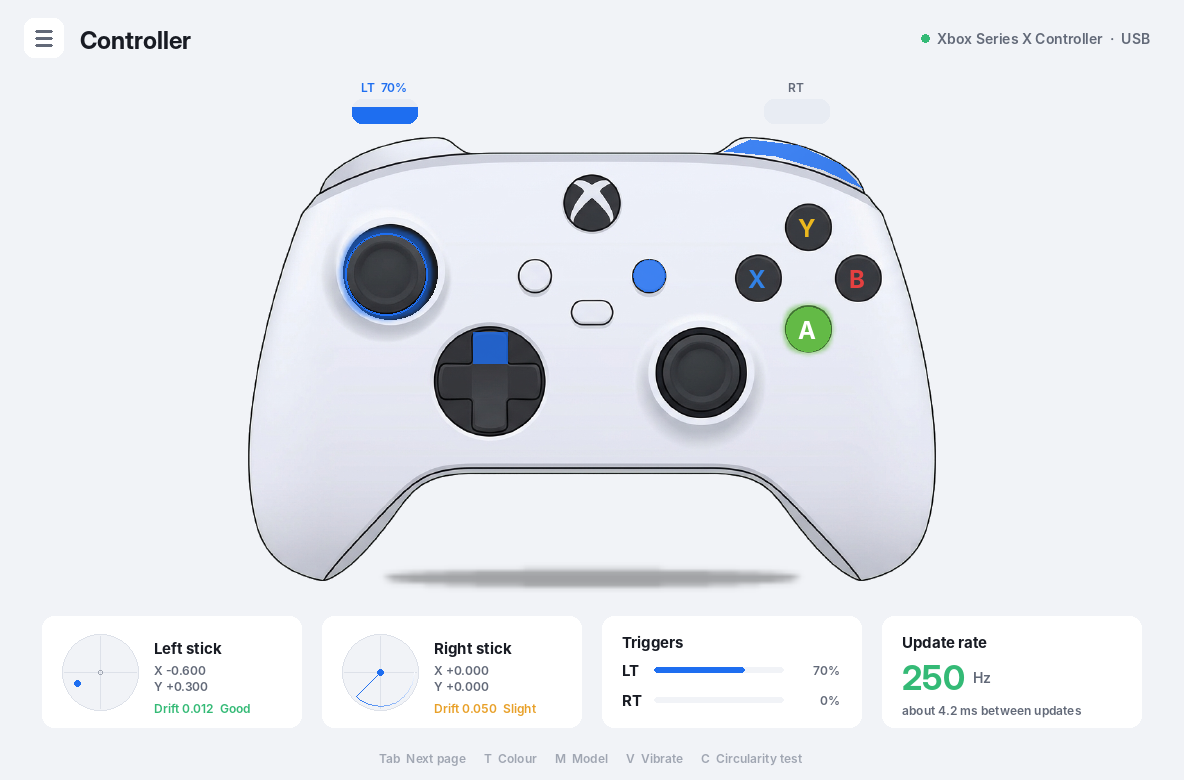 Controller
Xbox Series X Controller · USB
LT 70%
RT
Y
X
B
A
Left stick
X -0.600
Y +0.300
Drift 0.012 Good
Right stick
X +0.000
Y +0.000
Drift 0.050 Slight
Triggers
LT 70%
RT 0%
Update rate
250 Hz
about 4.2 ms between updates
Tab Next page T Colour M Model V Vibrate C Circularity test